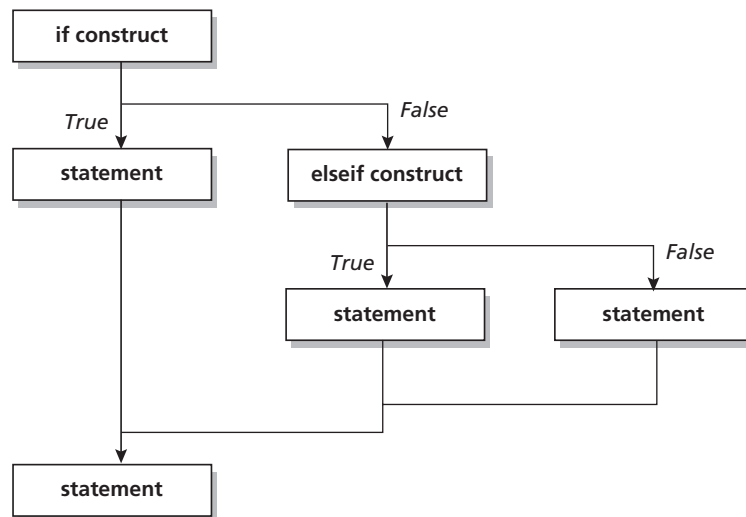 if construct
True
False
statement
elseif construct
True
False
statement
statement
statement